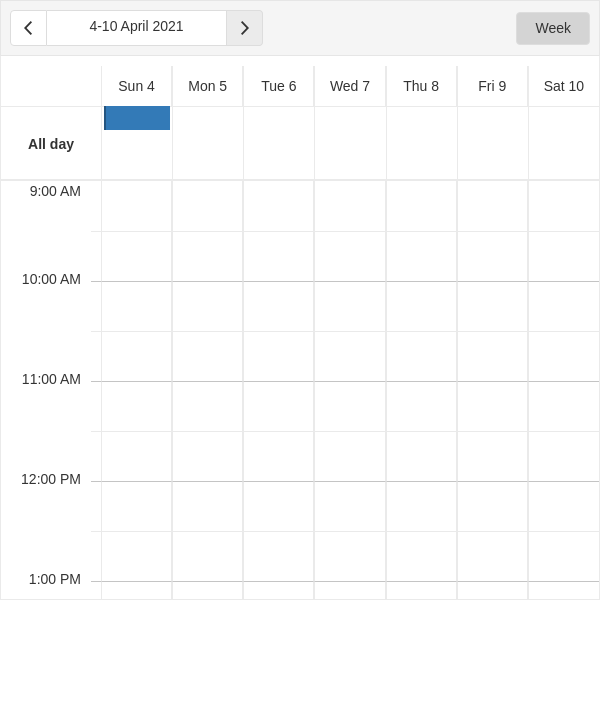 4-10 April 2021
Week
Sun 4 Mon 5 Tue 6 Wed 7 Thu 8 Fri 9 Sat 10
All day
9:00 AM
10:00 AM
11:00 AM
12:00 PM
1:00 PM